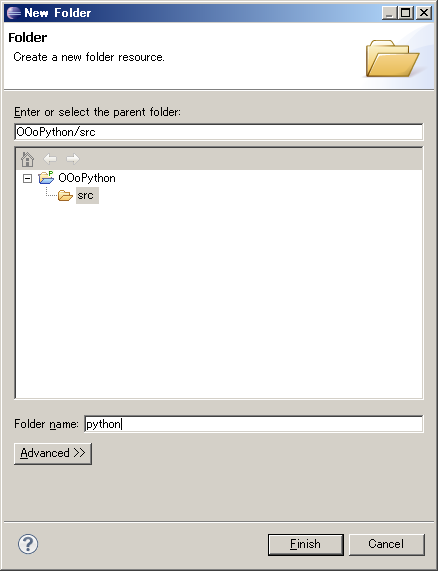 New Folder
Folder
Create a new folder resource.
Enter or select the parent folder:
OOoPython/src
OOoPython
src
Folder name: python
Advanced >>
Finish Cancel